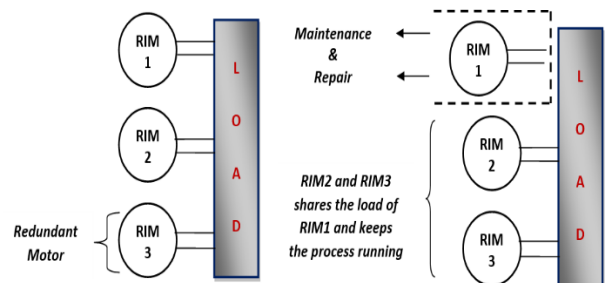 RIM
1
RIM
2
RIM
3
L
O
A
D
Redundant
Motor
Maintenance
&
Repair
RIM
1
RIM
2
RIM
3
L
O
A
D
RIM2 and RIM3
shares the load of
RIM1 and keeps
the process running